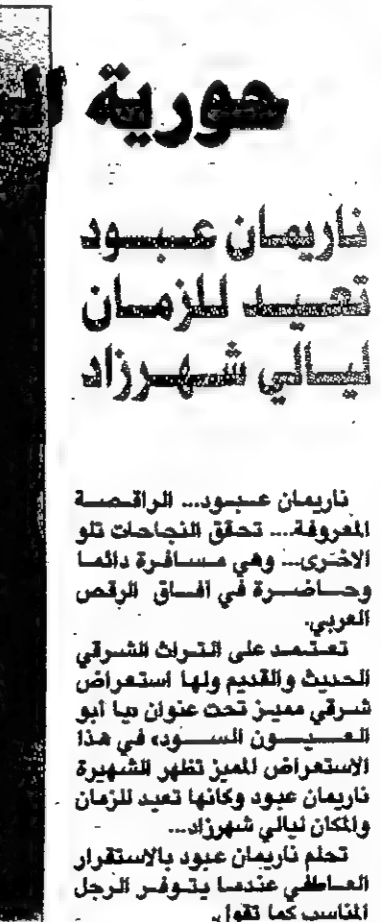 حورية
ناريمان عبود
تعيد للزمان
ليالي شهرزاد
ناريمان عبود... الراقصة
المعروفة... تحقق النجاحات تلو
الاخرى... وهي مسافرة دائما
وحاضرة في افاق الرقص
العربي.
تعتمد على التراث الشرقي
الحديث والقديم ولها استعراض
شرقي مميز تحت عنوان «يا أبو
العيون السود» في هذا
الاستعراض المميز تظهر الشهيرة
ناريمان عبود وكانها تعيد للزمان
والمكان ليالي شهرزاد...
تحلم ناريمان عبود بالاستقرار
العاطفي عندما يتوفر الرجل
المناسب كما تقول.